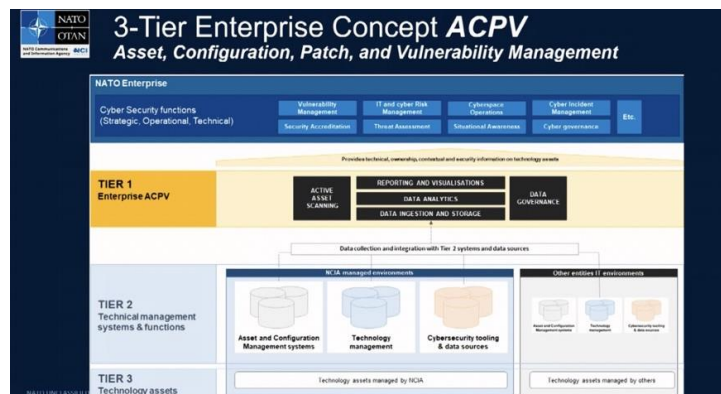 NATO
OTAN
NATO Communications
and Information Agency
3-Tier Enterprise Concept ACPV
Asset, Configuration, Patch, and Vulnerability Management
NATO Enterprise
Cyber Security functions
(Strategic, Operational, Technical)
Vulnerability
Management
IT and cyber Risk
Management
Cyberspace
Operations
Cyber Incident
Management
Etc.
Security Accreditation
Threat Assessment
Situational Awareness
Cyber governance
Provides technical, ownership, contextual and security information on technology assets
TIER 1
Enterprise ACPV
ACTIVE
ASSET
SCANNING
REPORTING AND VISUALISATIONS
DATA ANALYTICS
DATA INGESTION AND STORAGE
DATA
GOVERNANCE
Data collection and integration with Tier 2 systems and data sources
TIER 2
Technical management
systems & functions
NCIA managed environments
Asset and Configuration
Management systems
Technology
management
Cybersecurity tooling
& data sources
Other entities IT environments
Asset and Configuration
Management systems
Technology
management
Cybersecurity tooling
& data sources
TIER 3
Technology assets
Technology assets managed by NCIA
Technology assets managed by others